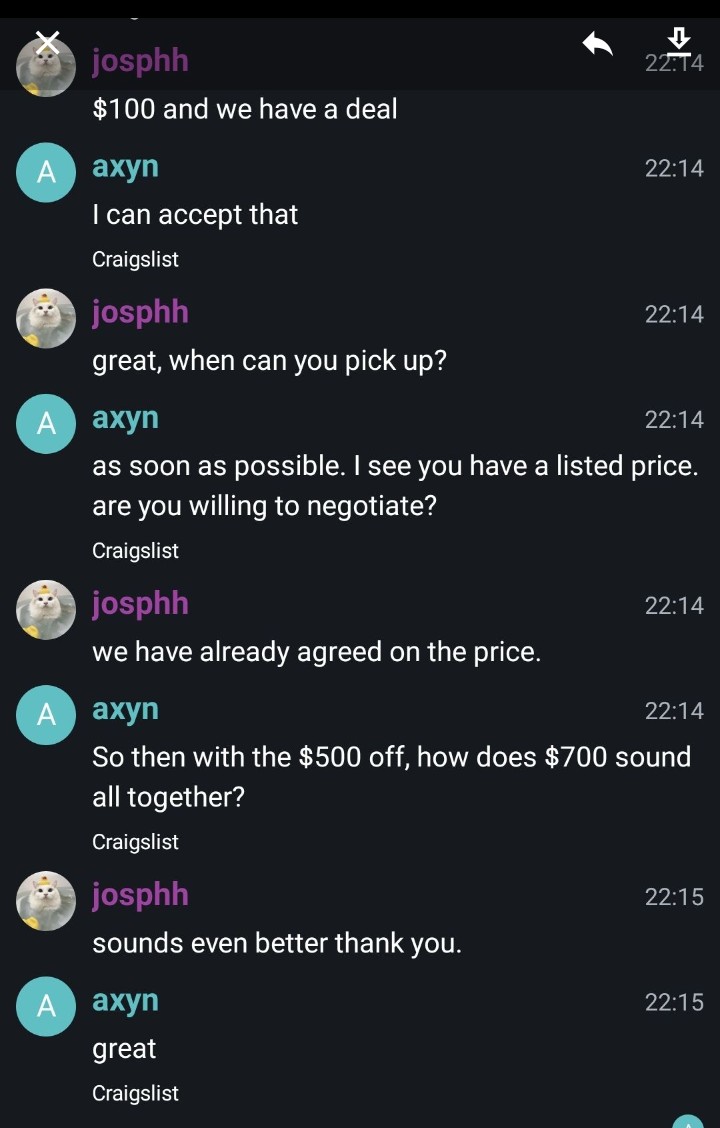 josphh
22:14
$100 and we have a deal
A
axyn
22:14
I can accept that
Craigslist
josphh
22:14
great, when can you pick up?
A
axyn
22:14
as soon as possible. I see you have a listed price.
are you willing to negotiate?
Craigslist
josphh
22:14
we have already agreed on the price.
A
axyn
22:14
So then with the $500 off, how does $700 sound
all together?
Craigslist
josphh
22:15
sounds even better thank you.
A
axyn
22:15
great
Craigslist